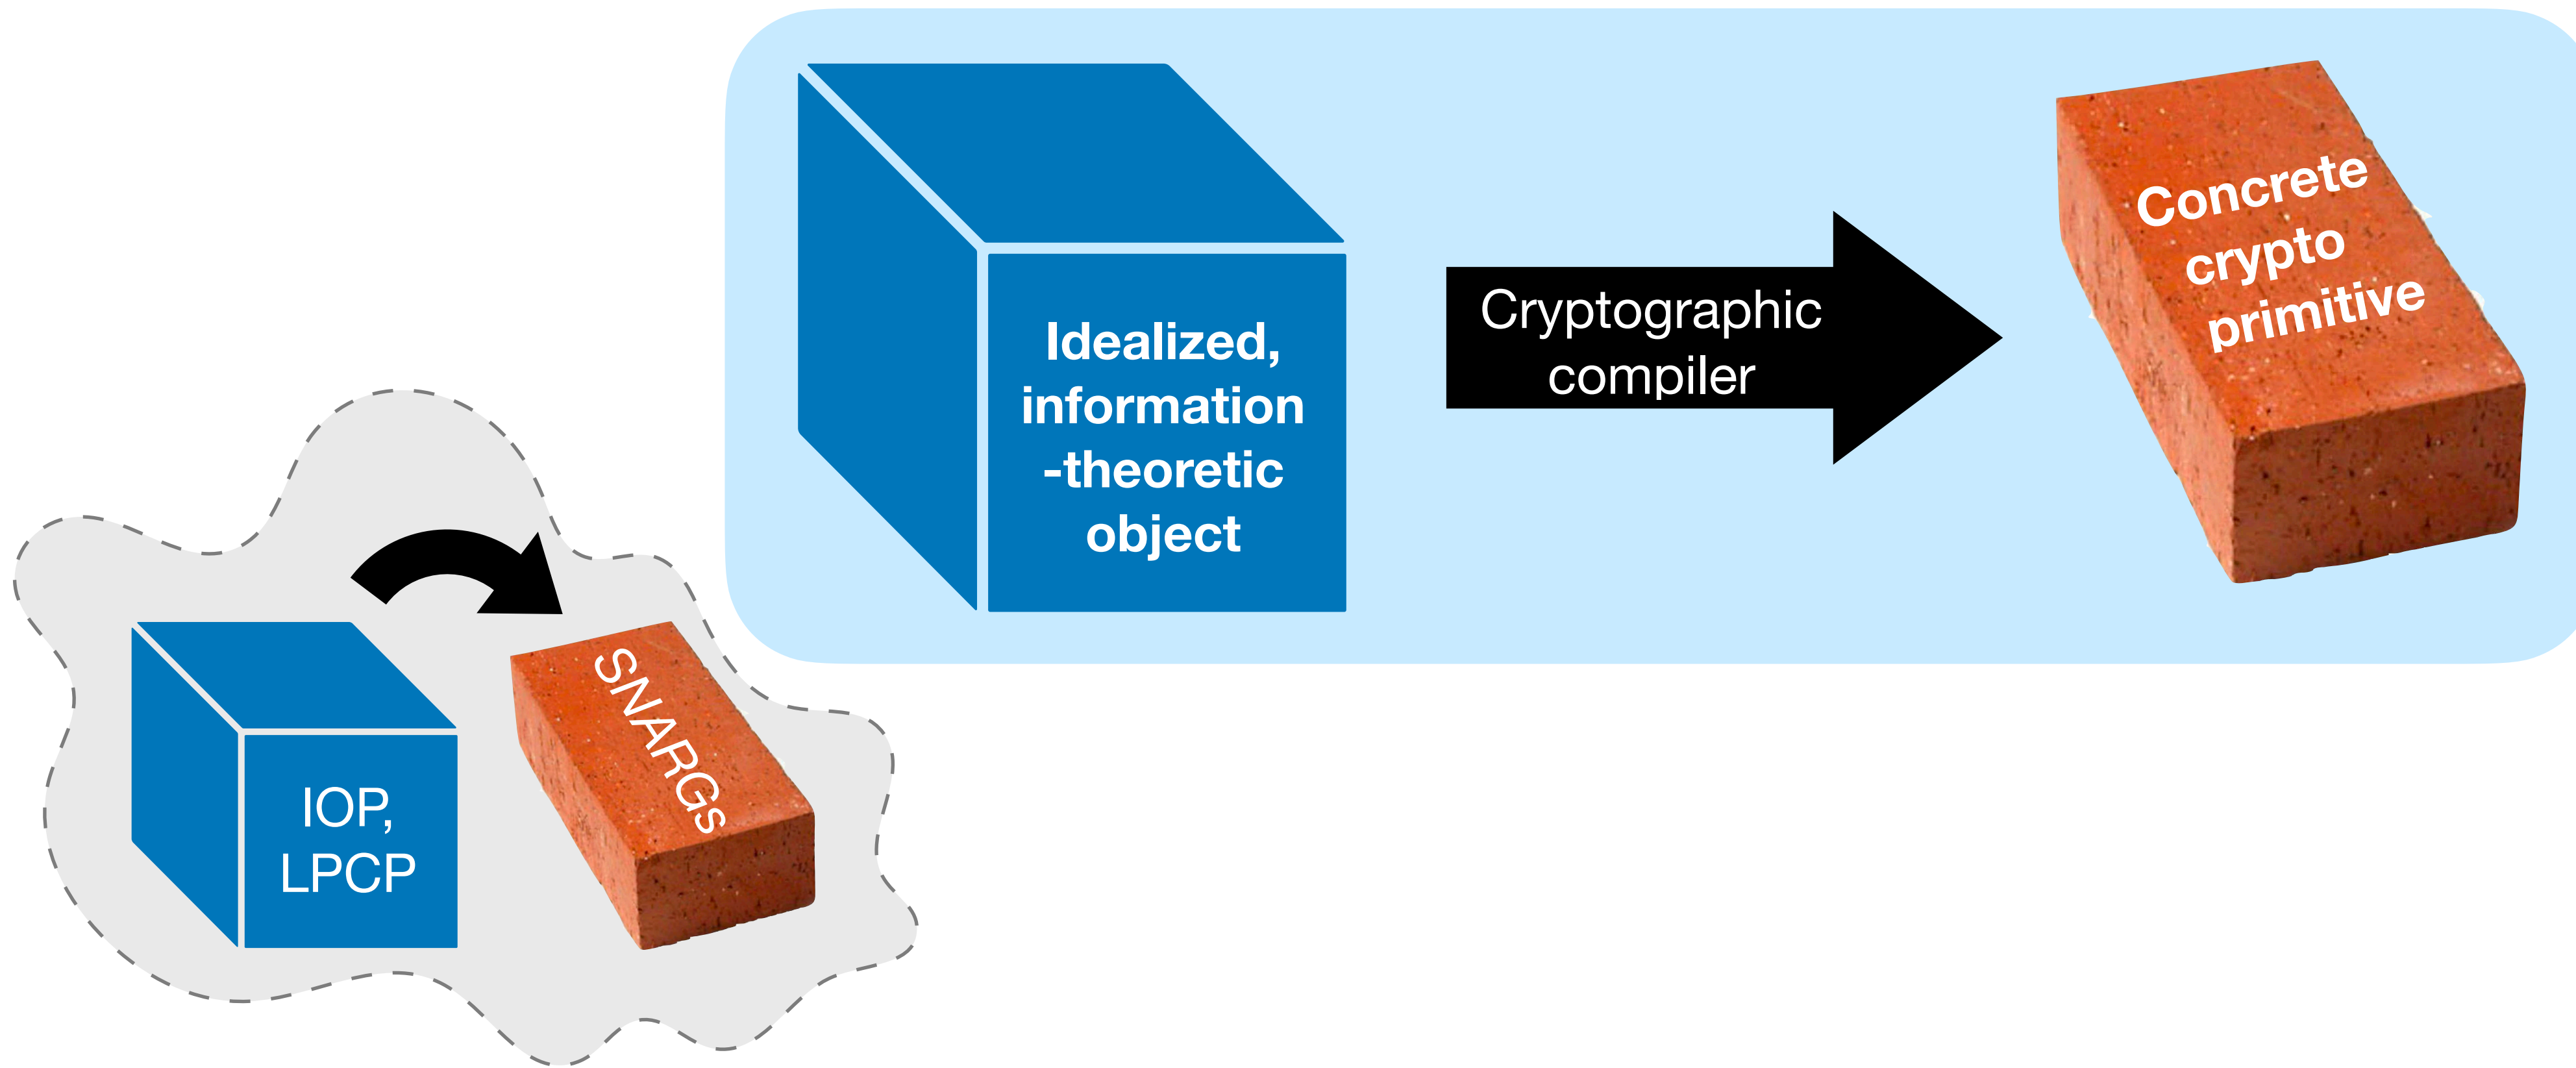 Idealized,
information
-theoretic
object
Cryptographic
compiler
Concrete
crypto
primitive
IOP,
LPCP
SNARGs